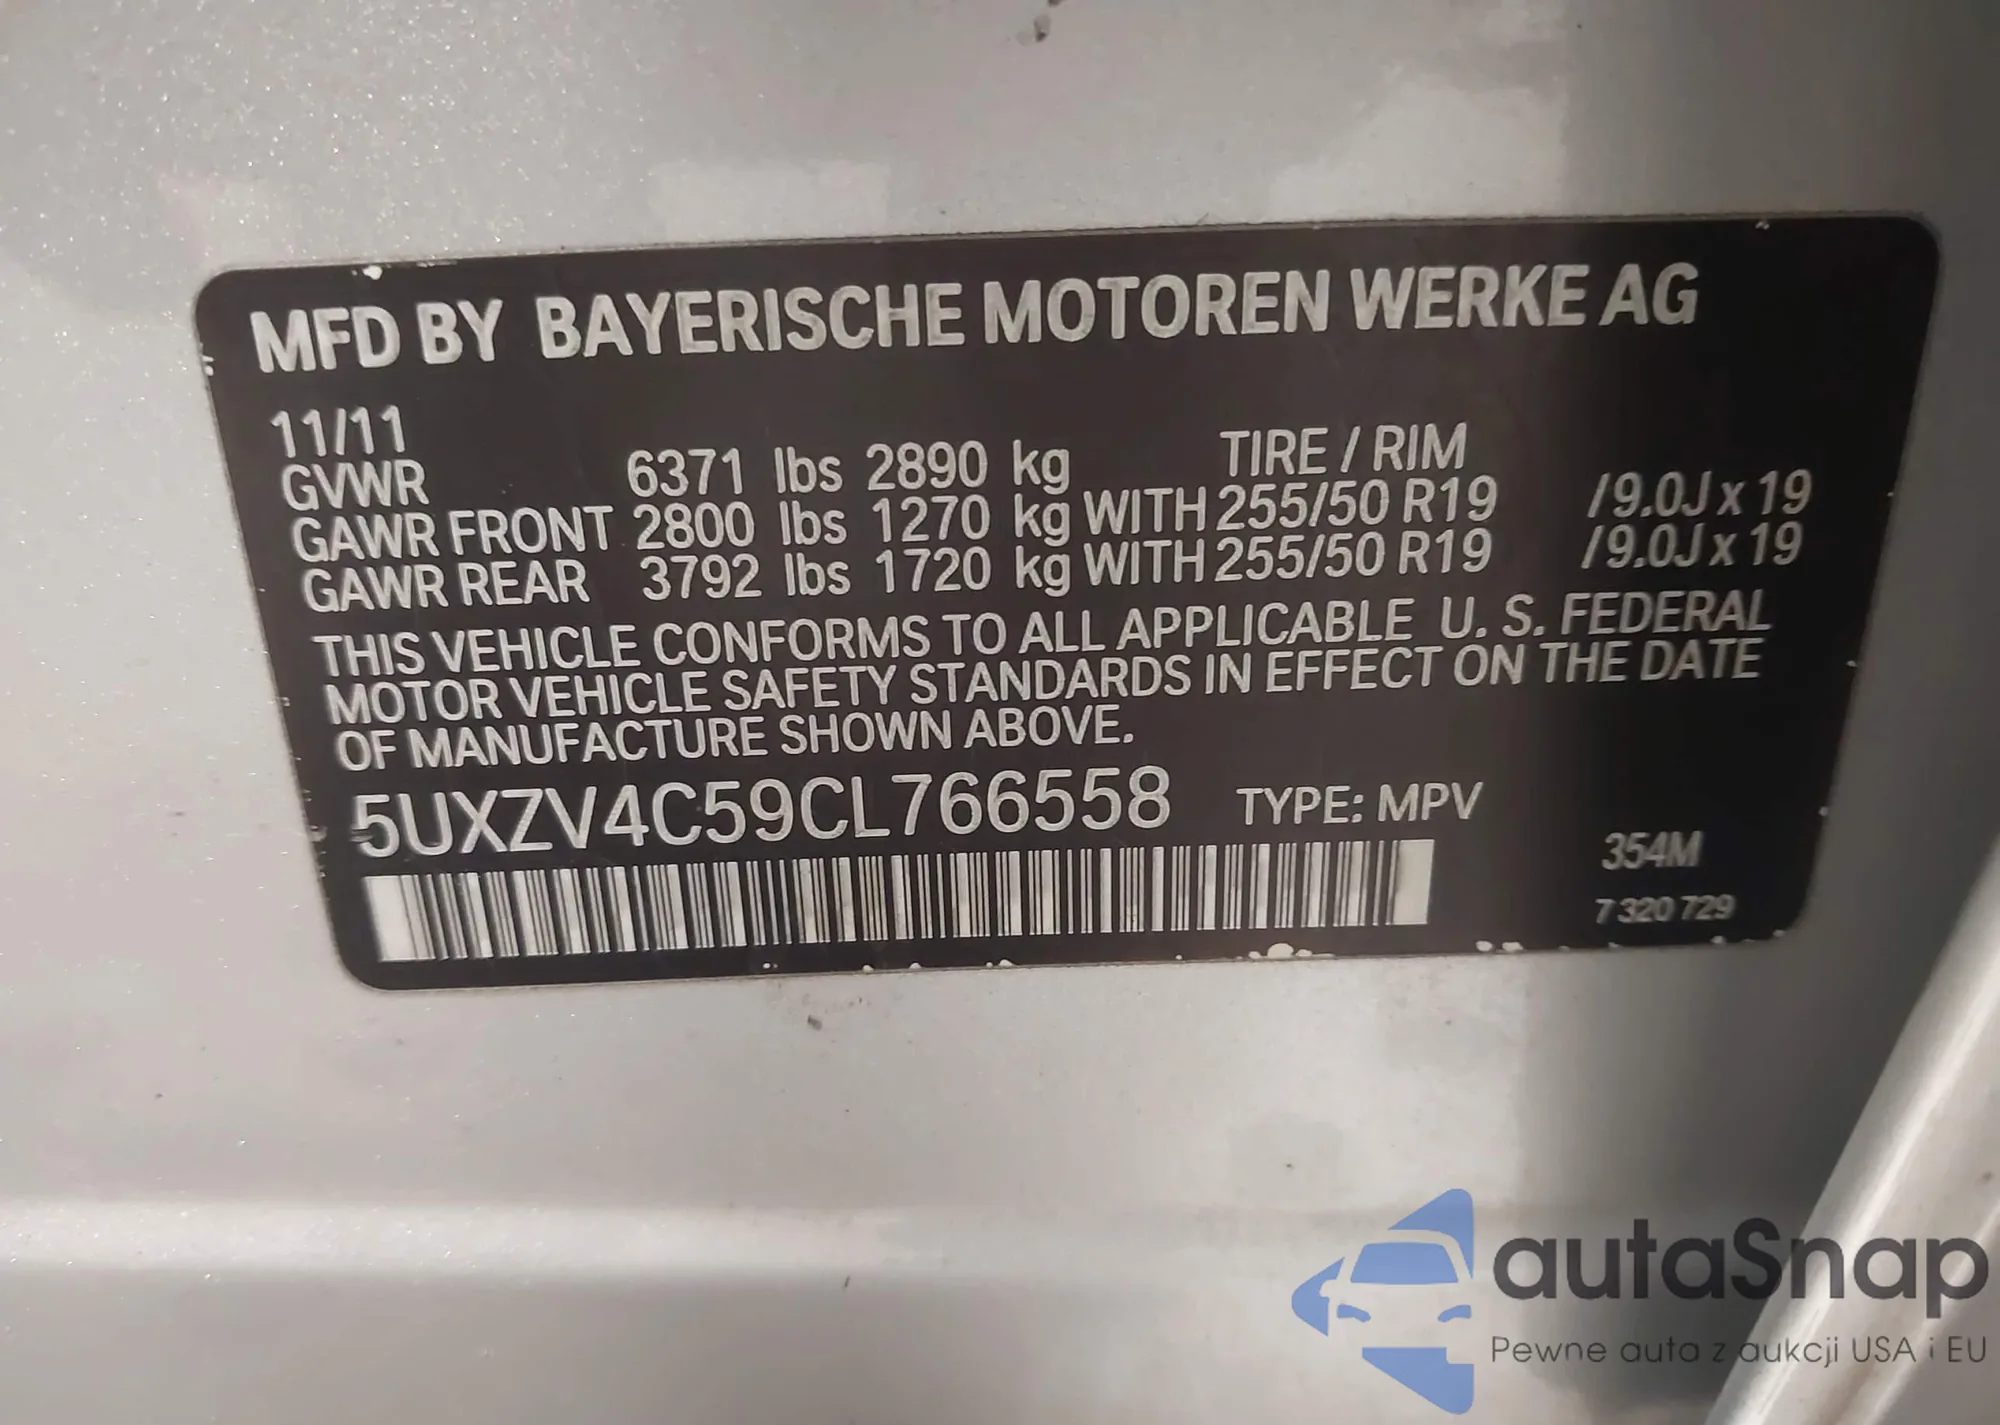 MFD BY BAYERISCHE MOTOREN WERKE AG
11/11
TIRE / RIM
GVWR 6371 lbs 2890 kg
GAWR FRONT 2800 lbs 1270 kg WITH 255/50 R19 /9.0J x 19
GAWR REAR 3792 lbs 1720 kg WITH 255/50 R19 /9.0J x 19
THIS VEHICLE CONFORMS TO ALL APPLICABLE U. S. FEDERAL
MOTOR VEHICLE SAFETY STANDARDS IN EFFECT ON THE DATE
OF MANUFACTURE SHOWN ABOVE.
5UXZV4C59CL766558 TYPE: MPV
354M
7 320 729
autaSnap
Pewne auta z aukcji USA i EU